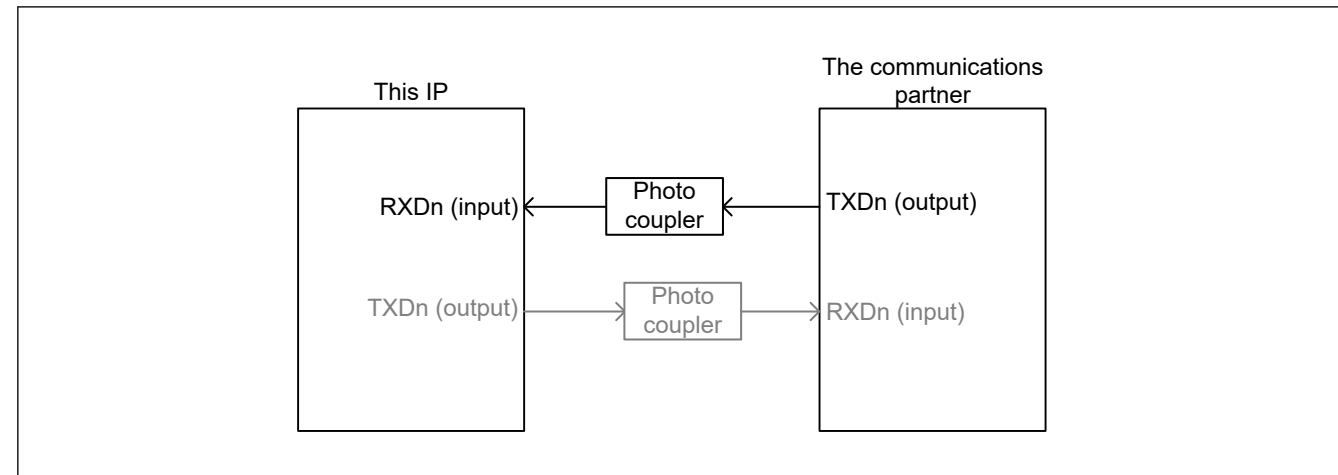 This IP
The communications
partner
RXDn (input)
Photo
coupler
TXDn (output)
TXDn (output)
Photo
coupler
RXDn (input)